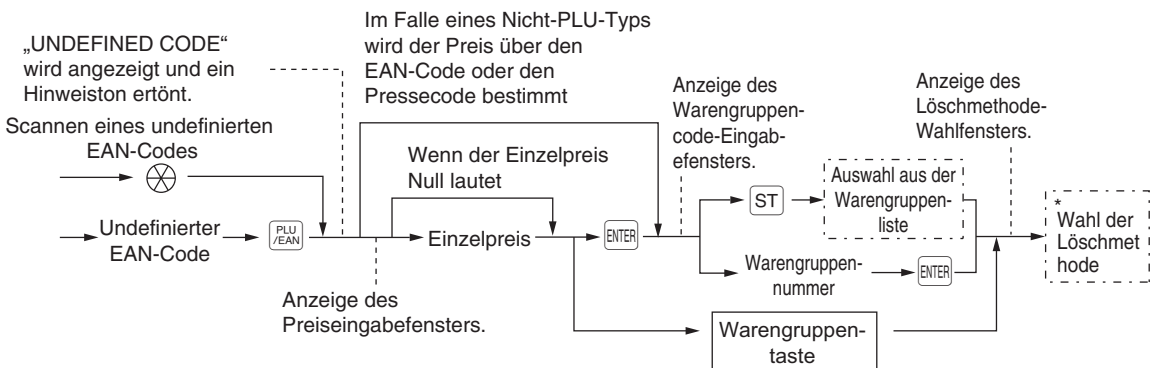 „UNDEFINED CODE“
wird angezeigt und ein
Hinweiston ertönt.
Im Falle eines Nicht-PLU-Typs
wird der Preis über den
EAN-Code oder den
Pressecode bestimmt
Anzeige des
Warengruppen-
code-Eingab-
efensters.
Anzeige des
Löschmethode-
Wahlfensters.
Scannen eines undefinierten
EAN-Codes
Wenn der Einzelpreis
Null lautet
ST
Auswahl aus der
Warengruppen-
liste
*
Wahl der
Löschmet
hode
Undefinierter
EAN-Code
PLU
/EAN
Einzelpreis
ENTER
Warengruppen-
nummer
ENTER
Anzeige des
Preiseingabefensters.
Warengruppen-
taste